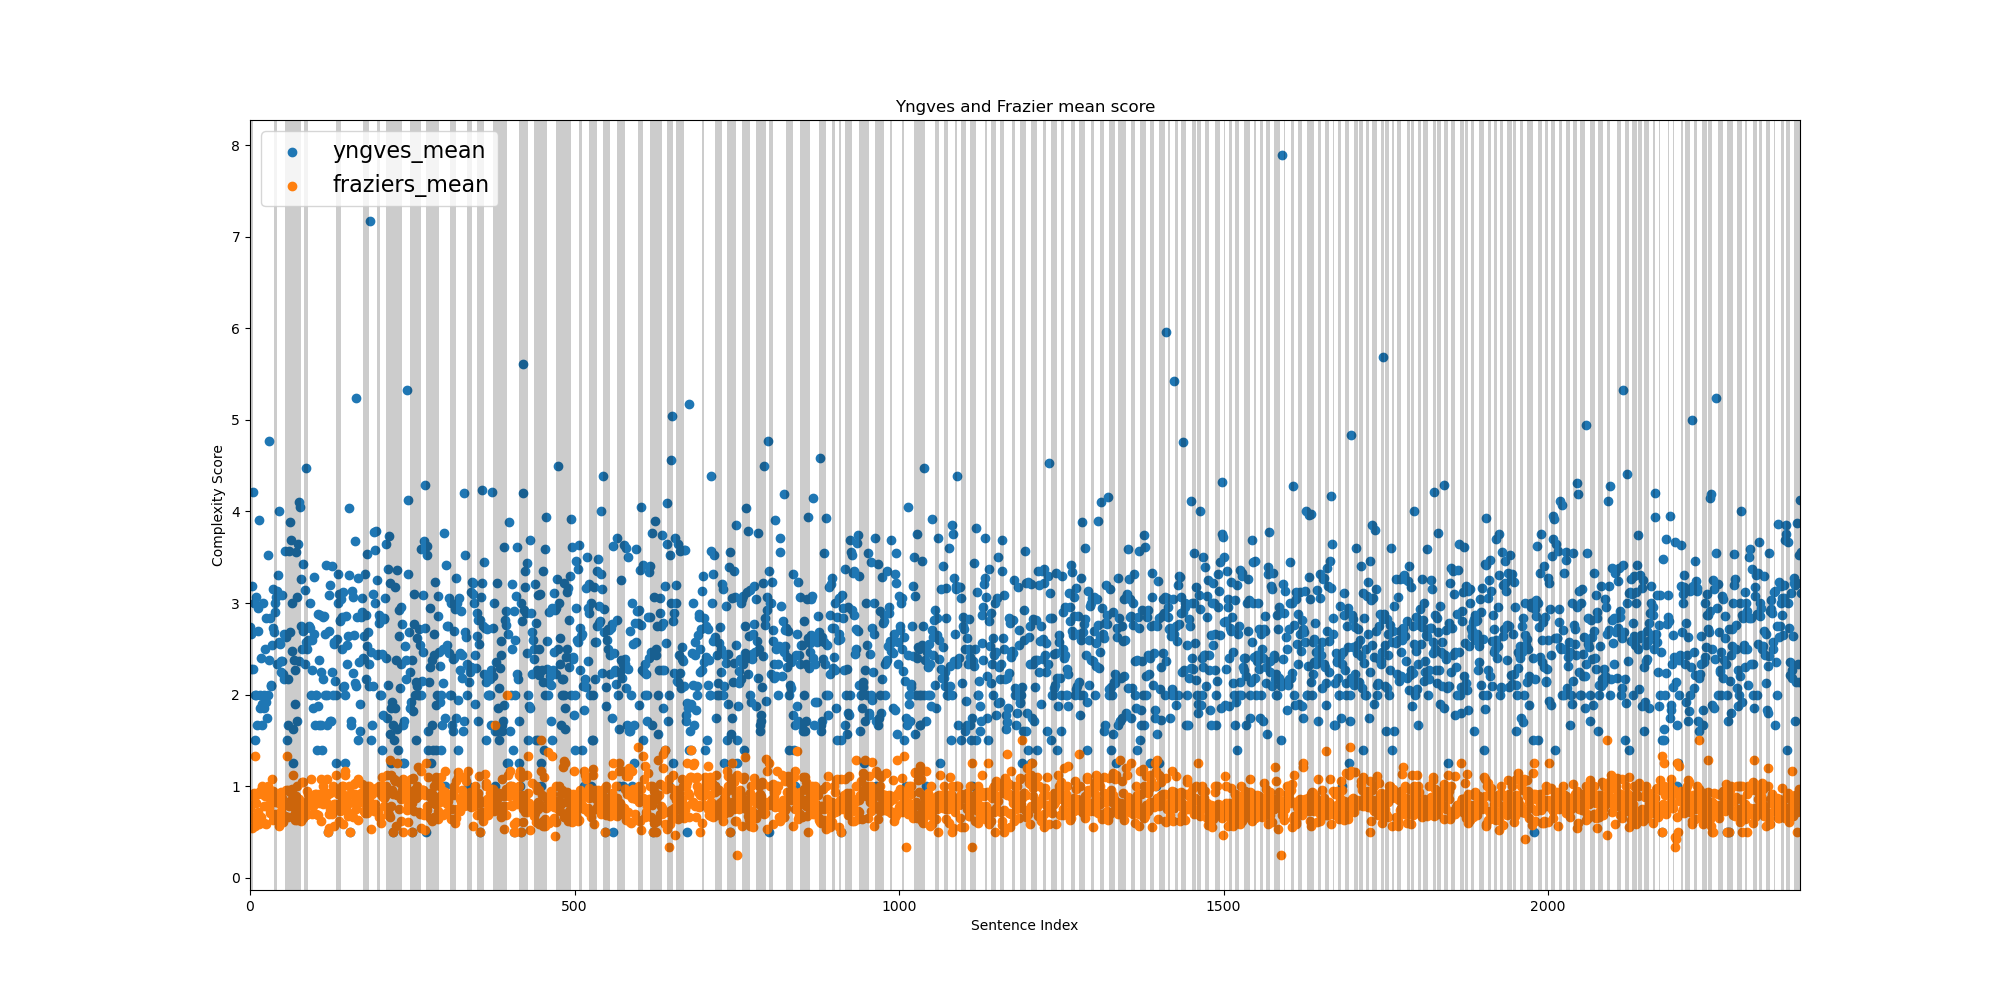 Yngves and Frazier mean score
yngves_mean
fraziers_mean
Complexity Score
8
7
6
5
4
3
2
1
0
0
500
1000
1500
2000
Sentence Index